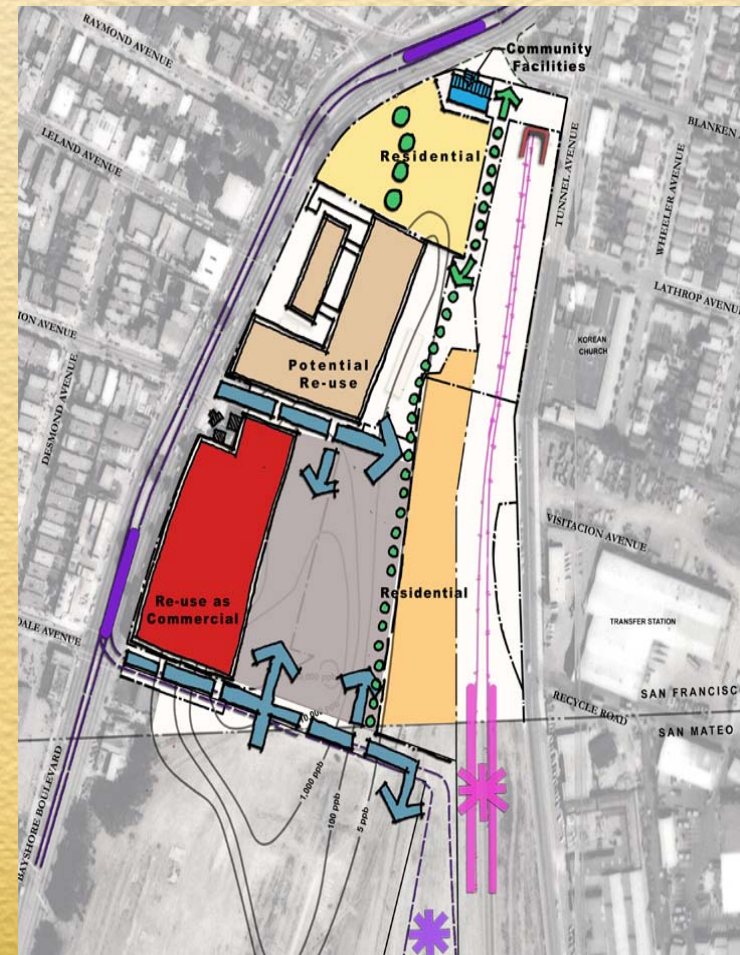 RAYMOND AVENUE
Community
Facilities
BLANKEN
LELAND AVENUE
Residential
TUNNEL AVENUE
WHEELER AVENUE
LATHROP AVENUE
ION AVENUE
KOREAN
CHURCH
Potential
Re-use
DESMOND AVENUE
VISITACION AVENUE
Re-use as
Commercial
Residential
TRANSFER STATION
DALE AVENUE
RECYCLE ROAD
SAN FRANCISC
SAN MATEO
1,000 ppb
100 ppb
5 ppb
BAYSHORE BOULEVARD